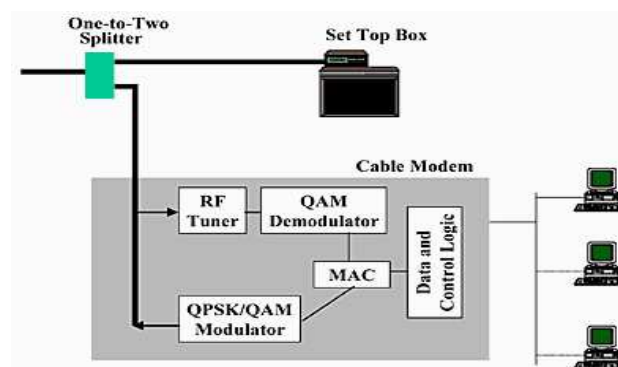 One-to-Two
Splitter
Set Top Box
Cable Modem
RF
Tuner
QAM
Demodulator
MAC
Data and
Control Logic
QPSK/QAM
Modulator